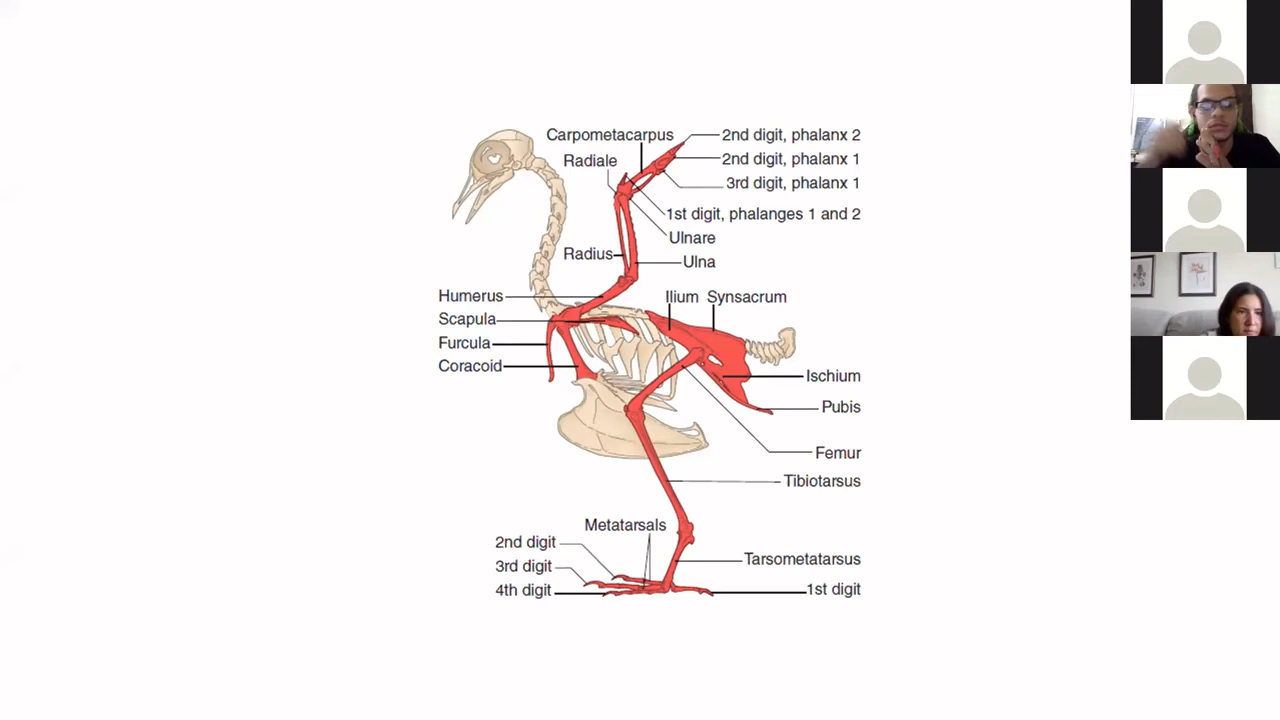 Carpometacarpus
2nd digit, phalanx 2
Radiale
2nd digit, phalanx 1
3rd digit, phalanx 1
1st digit, phalanges 1 and 2
Ulnare
Radius
Ulna
Humerus
Ilium
Synsacrum
Scapula
Furcula
Coracoid
Ischium
Pubis
Femur
Tibiotarsus
Metatarsals
2nd digit
Tarsometatarsus
3rd digit
4th digit
1st digit